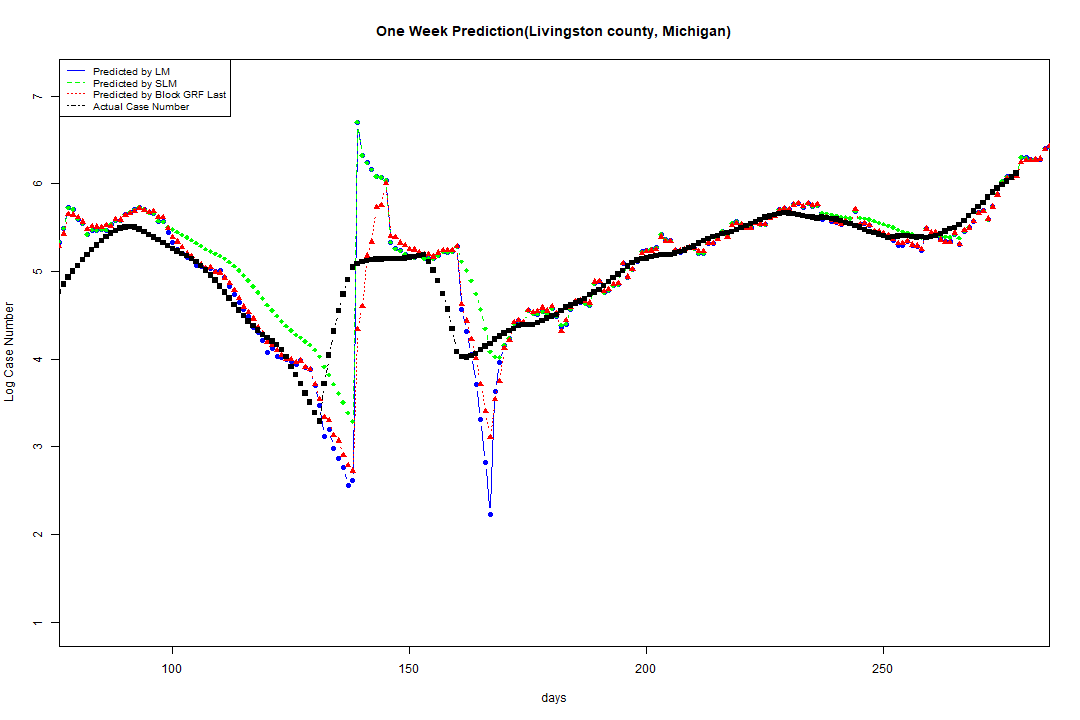 One Week Prediction(Livingston county, Michigan)
Predicted by LM
Predicted by SLM
Predicted by Block GRF Last
Actual Case Number
7
6
5
4
3
2
1
Log Case Number
100 150 200 250
days